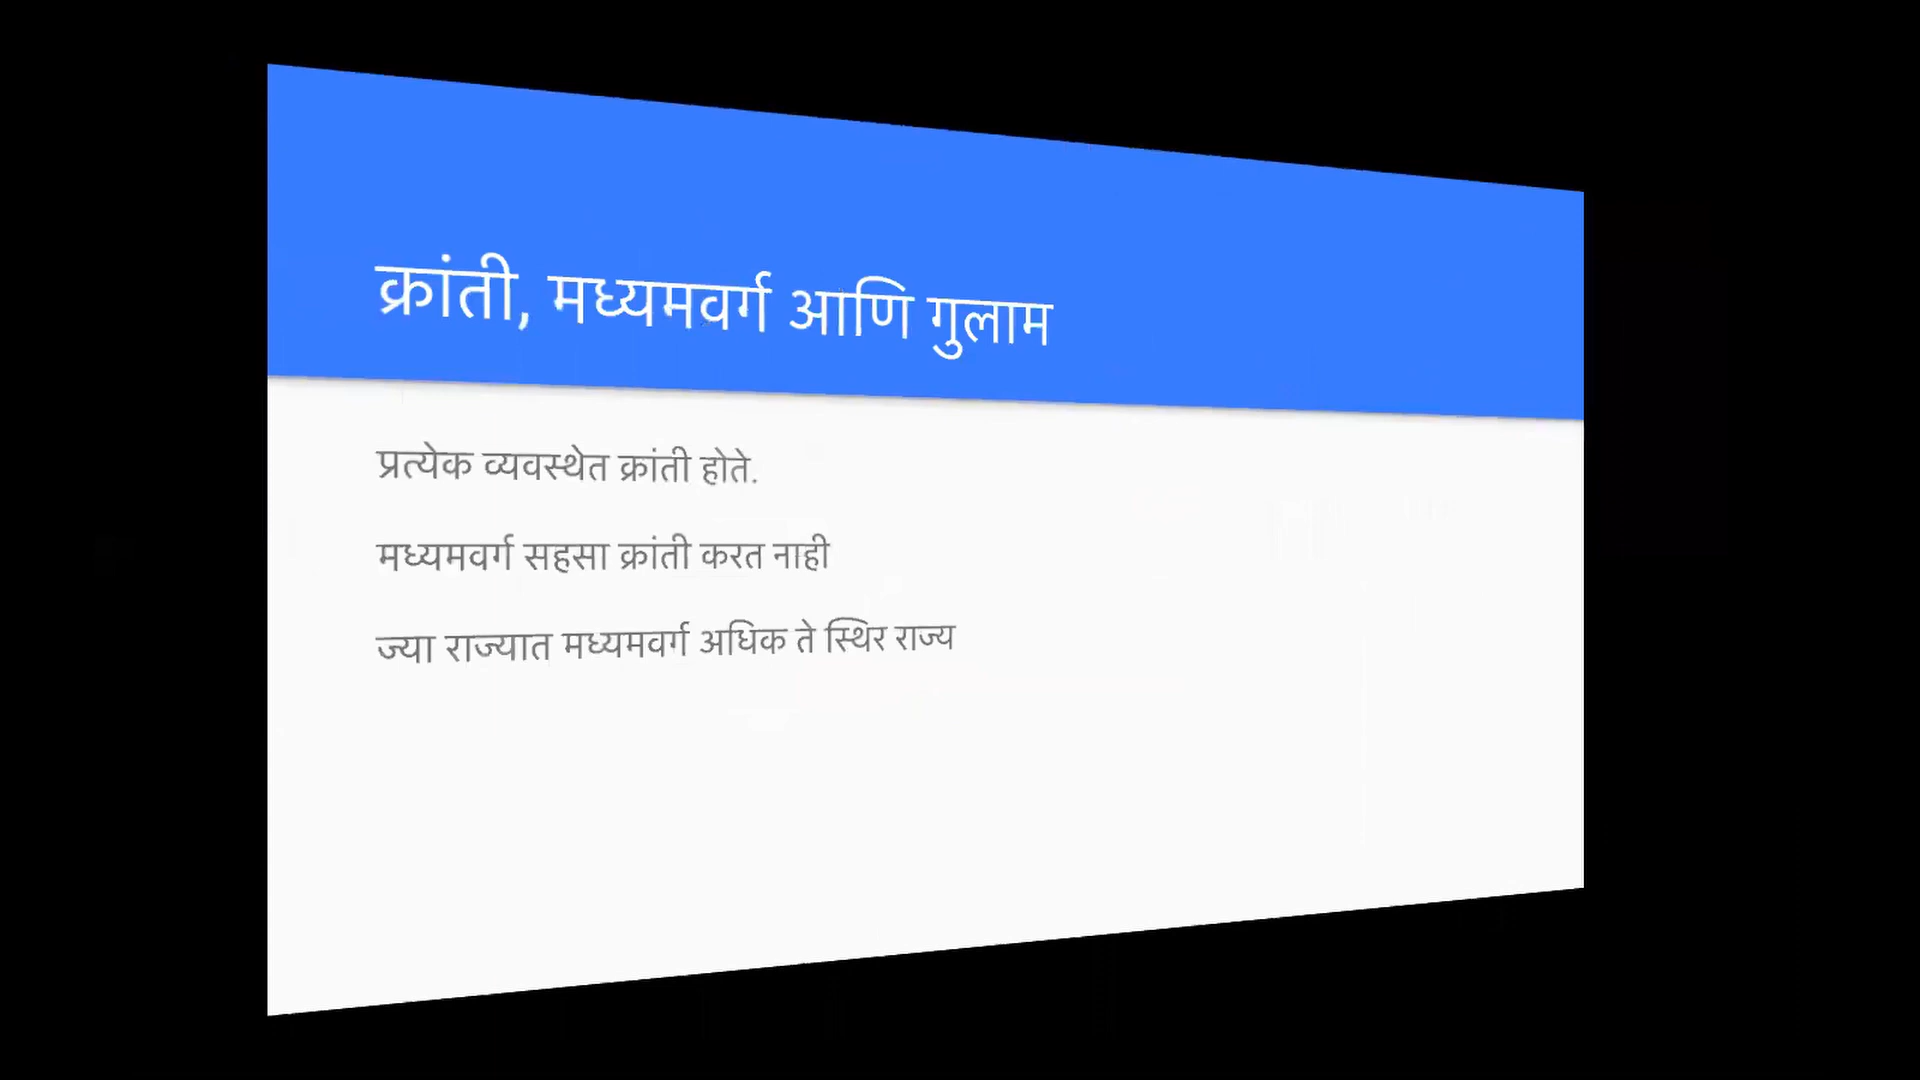 क्रांती, मध्यमवर्ग आणि गुलाम
प्रत्येक व्यवस्थेत क्रांती होते.
मध्यमवर्ग सहसा क्रांती करत नाही
ज्या राज्यात मध्यमवर्ग अधिक ते स्थिर राज्य